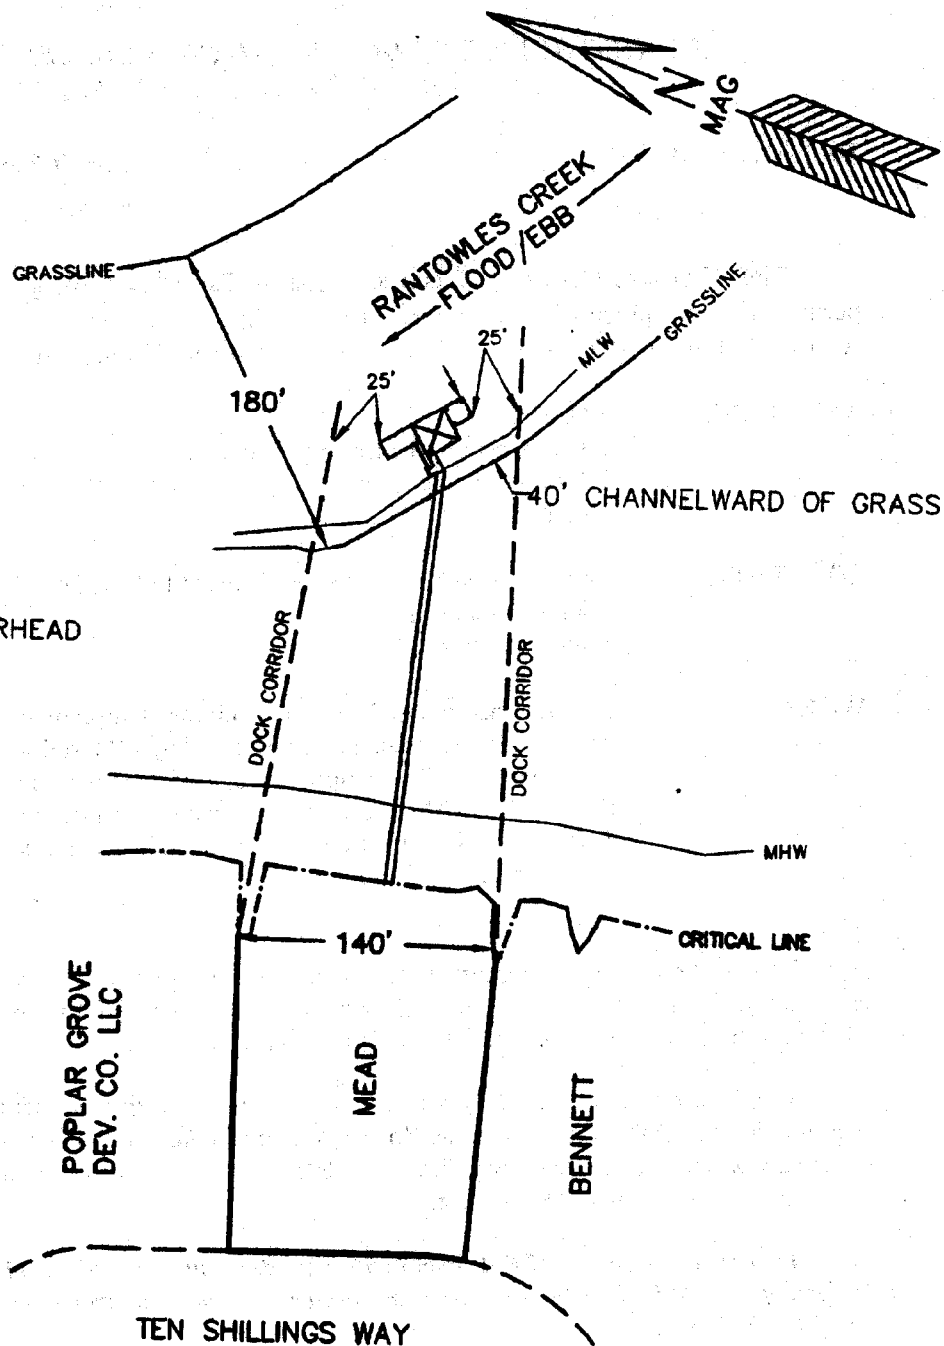 N
MAG
RANTOWLES CREEK
FLOOD/EBB
GRASSLINE
GRASSLINE
25'
MLW
25'
180'
40' CHANNELWARD OF GRASS
RHEAD
DOCK CORRIDOR
DOCK CORRIDOR
MHW
140'
CRITICAL LINE
POPLAR GROVE
DEV. CO. LLC
MEAD
BENNETT
TEN SHILLINGS WAY